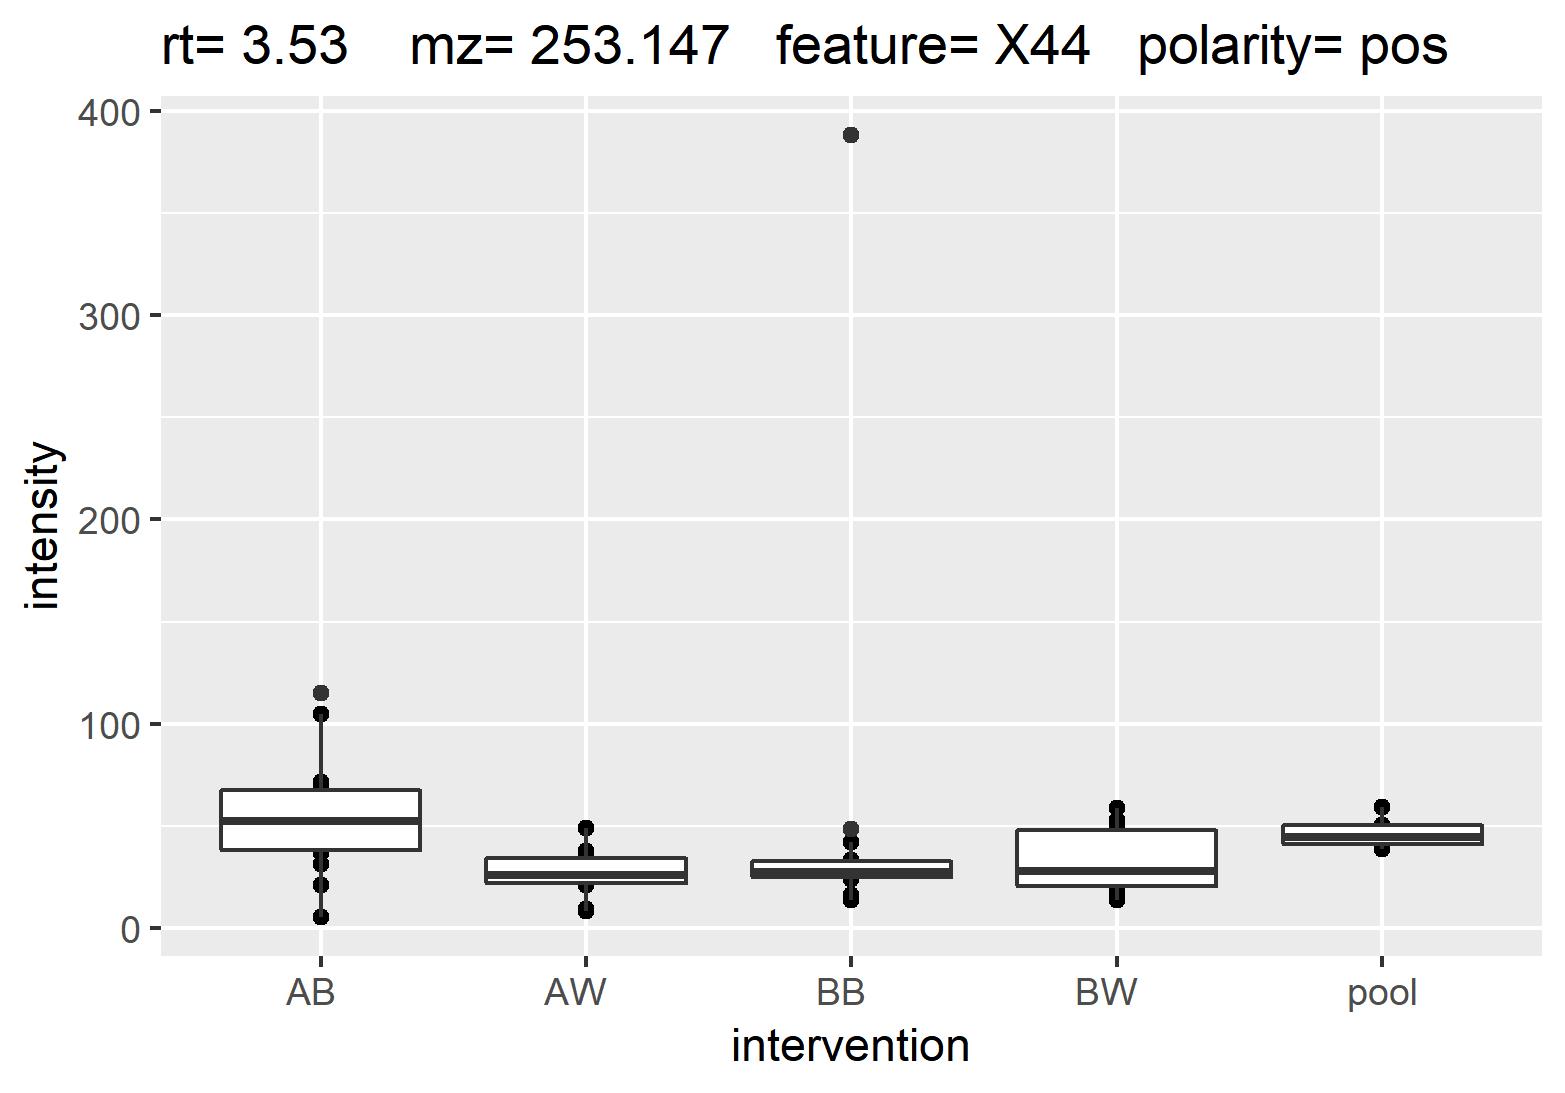 rt= 3.53 mz= 253.147 feature= X44 polarity= pos
400
300
200
100
0
intensity
AB AW BB BW pool
intervention